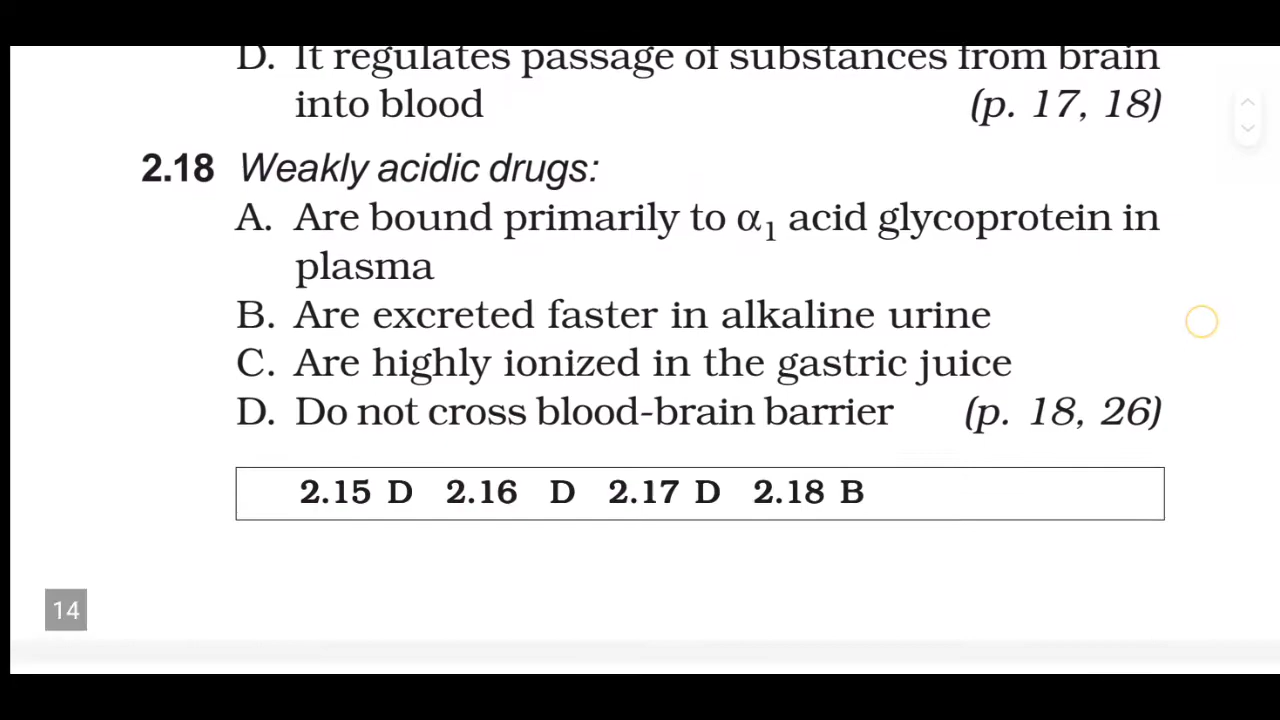 D. It regulates passage of substances from brain
into blood (p. 17, 18)
2.18 Weakly acidic drugs:
A. Are bound primarily to α₁ acid glycoprotein in
plasma
B. Are excreted faster in alkaline urine
C. Are highly ionized in the gastric juice
D. Do not cross blood-brain barrier (p. 18, 26)
2.15 D 2.16 D 2.17 D 2.18 B
14